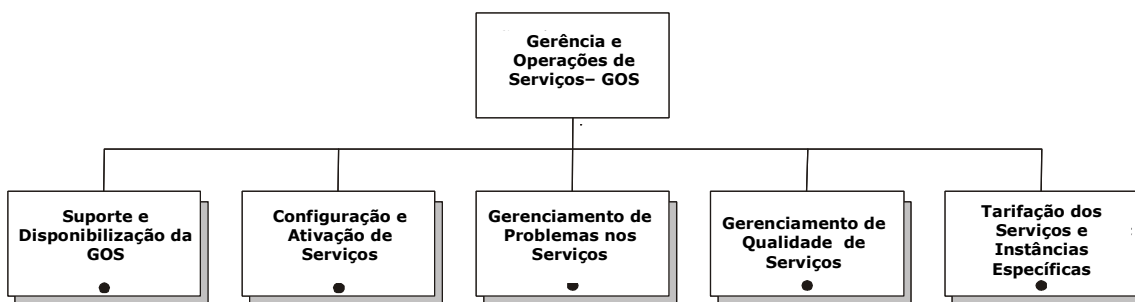 Gerência e
Operações de
Serviços– GOS
Suporte e
Disponibilização da
GOS
Configuração e
Ativação de
Serviços
Gerenciamento de
Problemas nos
Serviços
Gerenciamento de
Qualidade de
Serviços
Tarifação dos
Serviços e
Instâncias
Específicas